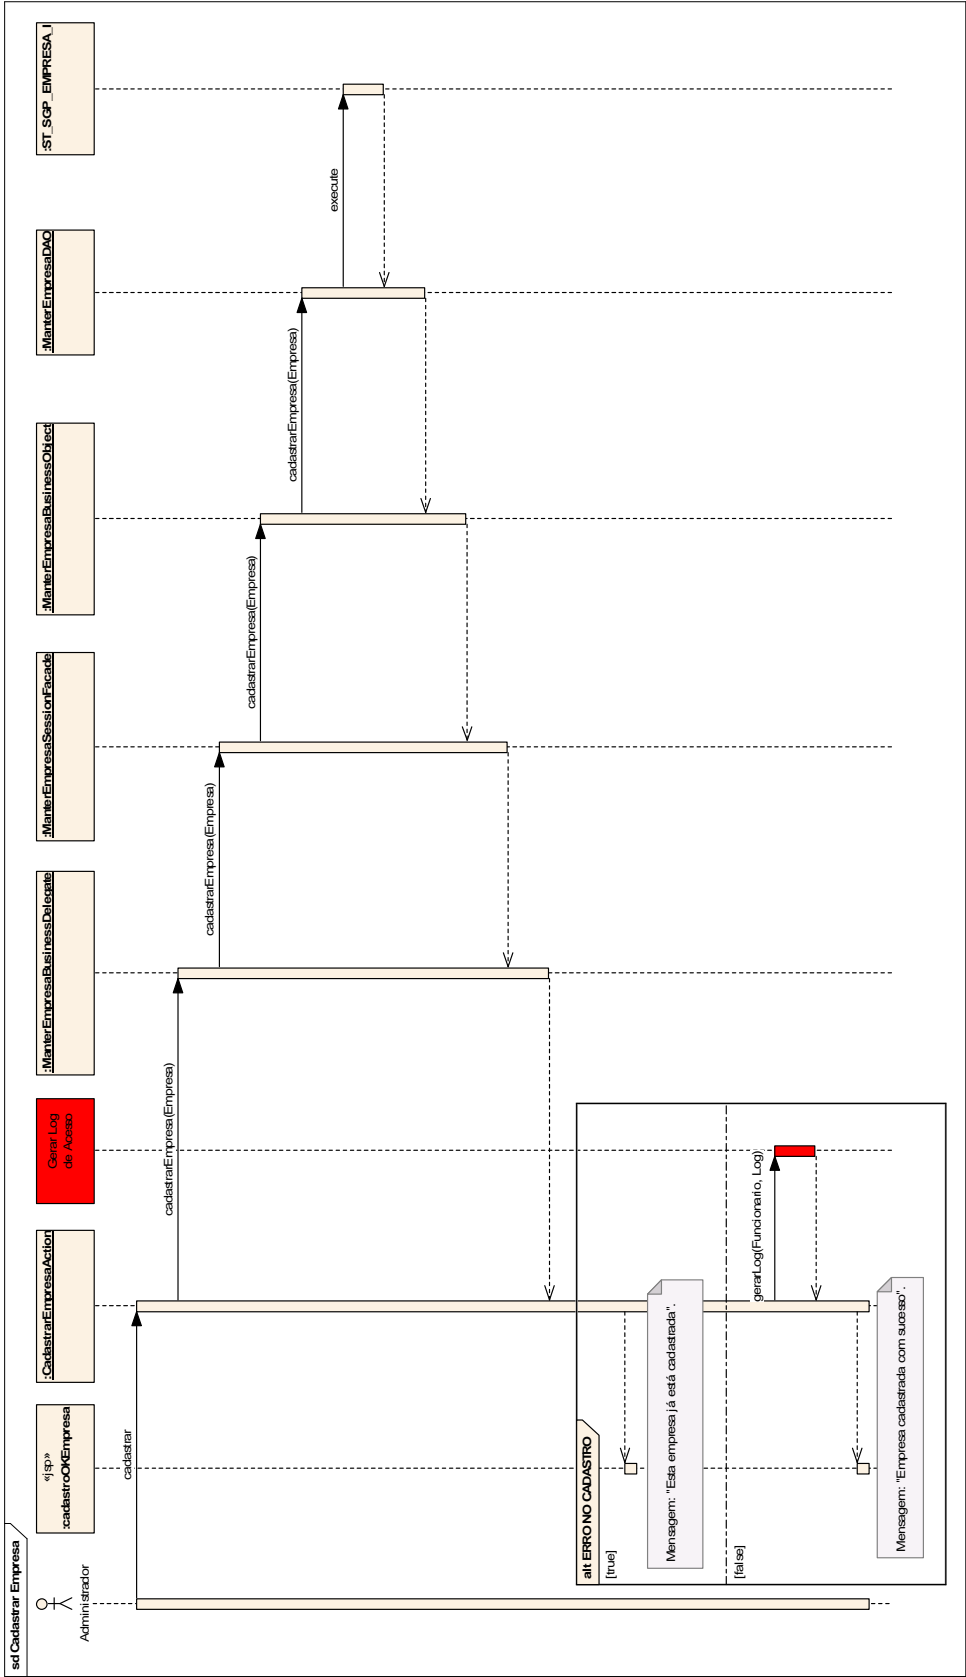 sd Cadastrar Empresa
Administrador
«jsp»
:cadastroOKEmpresa
:CadastrarEmpresaAction
Gerar Log
de Acesso
:ManterEmpresaBusinessDelegate
:ManterEmpresaSessionFacade
:ManterEmpresaBusinessObject
:ManterEmpresaDAO
:ST_SGP_EMPRESA_I
cadastrar
cadastrarEmpresa(Empresa)
cadastrarEmpresa(Empresa)
cadastrarEmpresa(Empresa)
cadastrarEmpresa(Empresa)
execute
alt ERRO NO CADASTRO
[true]
Mensagem: "Esta empresa já está cadastrada".
[false]
gerarLog(Funcionario, Log)
Mensagem: "Empresa cadastrada com sucesso".